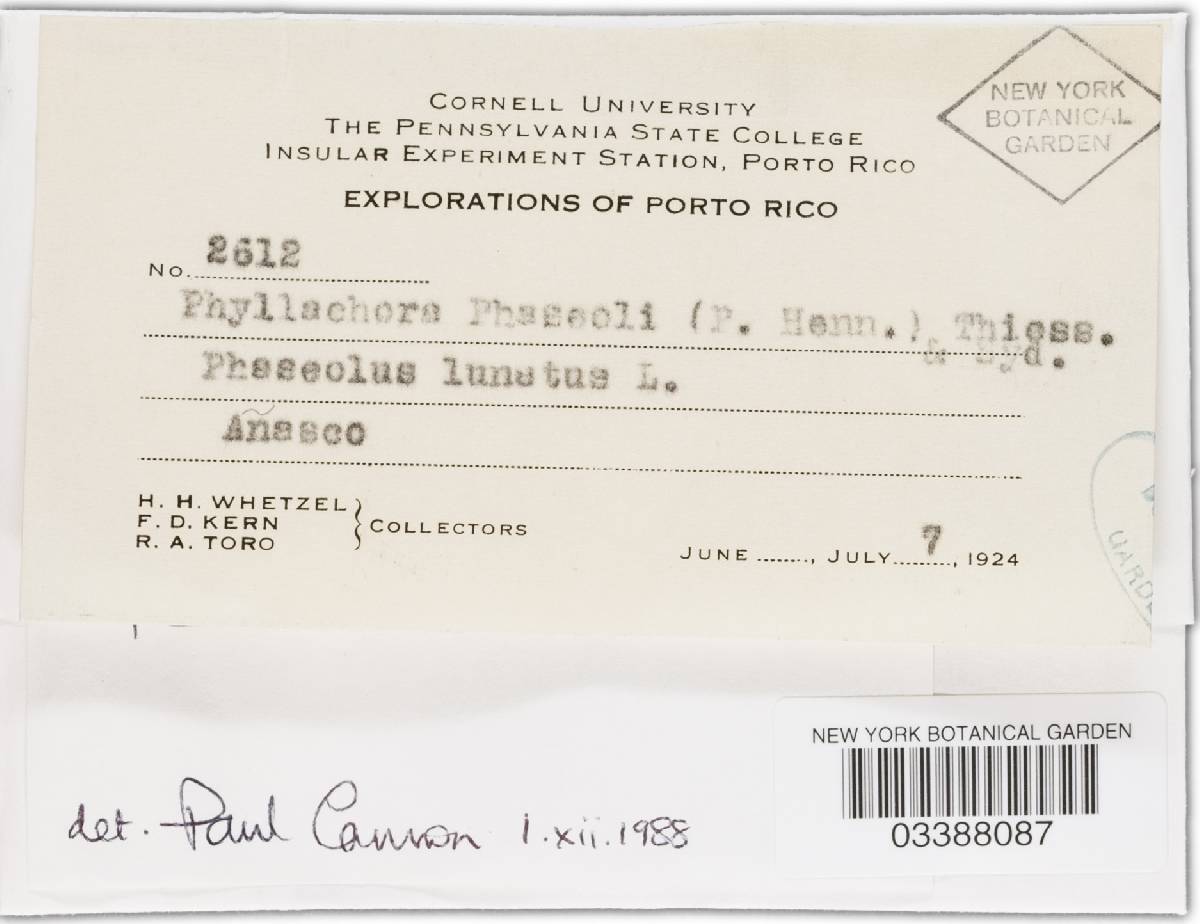 CORNELL UNIVERSITY
THE PENNSYLVANIA STATE COLLEGE
INSULAR EXPERIMENT STATION, PORTO RICO
NEW YORK
BOTANICAL
GARDEN
EXPLORATIONS OF PORTO RICO
No. 2612
Phyllachora Phaseoli (P. Henn.) Thiess.
& Syd.
Phaseolus lunatus L.
Añasco
H. H. WHETZEL
F. D. KERN
R. A. TORO
COLLECTORS
JUNE ........, JULY 7, 1924
det. Paul Cannon 1.xii.1988
NEW YORK BOTANICAL GARDEN
03388087